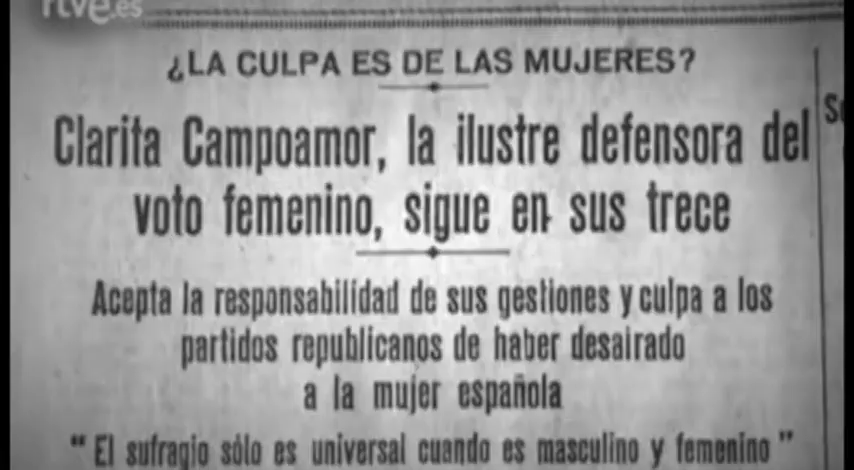 rtve.es
¿LA CULPA ES DE LAS MUJERES?
Clarita Campoamor, la ilustre defensora del
voto femenino, sigue en sus trece
Acepta la responsabilidad de sus gestiones y culpa a los
partidos republicanos de haber desairado
a la mujer española
“ El sufragio sólo es universal cuando es masculino y femenino ”